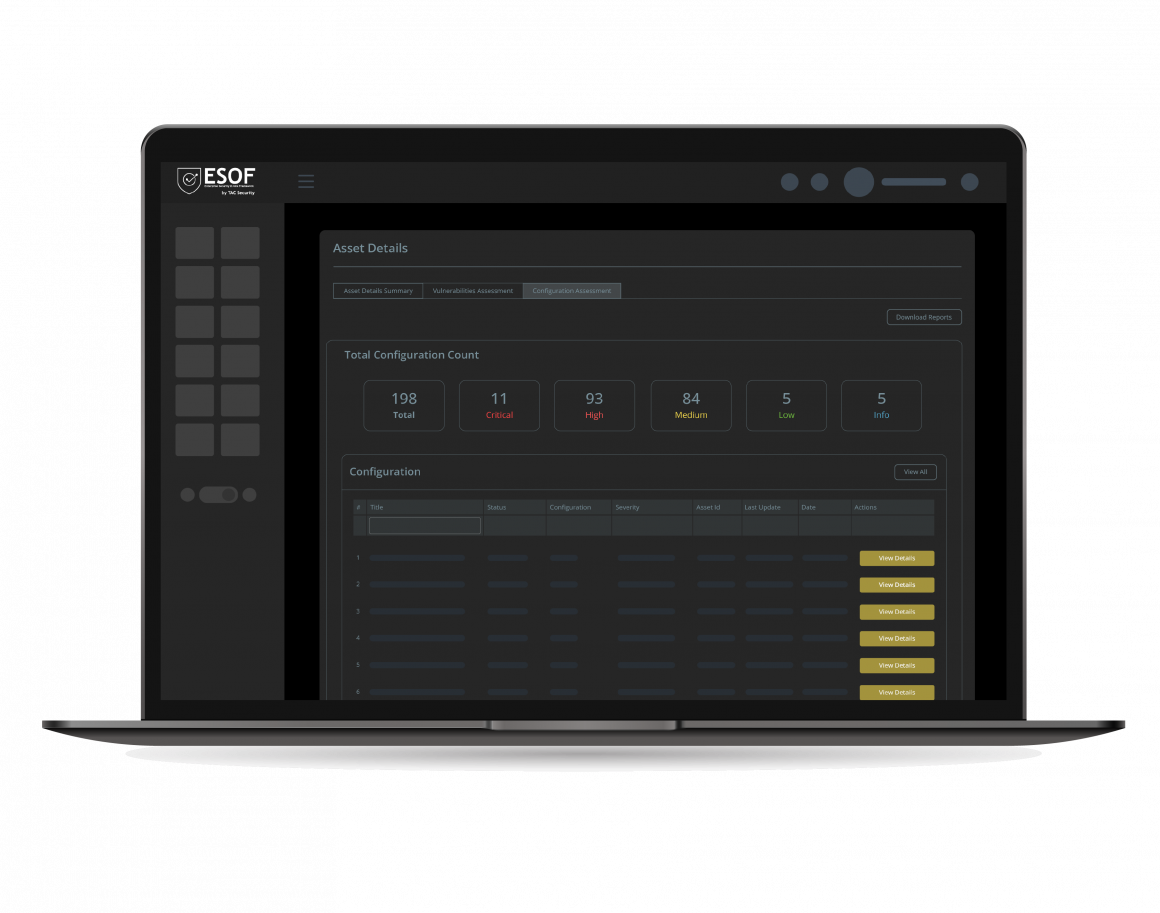 ESOF
by TAC Security
Asset Details
Asset Details Summary Vulnerabilities Assessment Configuration Assessment
Download Reports
Total Configuration Count
198 11 93 84 5 5
Total Critical High Medium Low Info
Configuration View All
# Title Status Configuration Severity Asset Id Last Update Date Actions
1 View Details
2 View Details
3 View Details
4 View Details
5 View Details
6 View Details